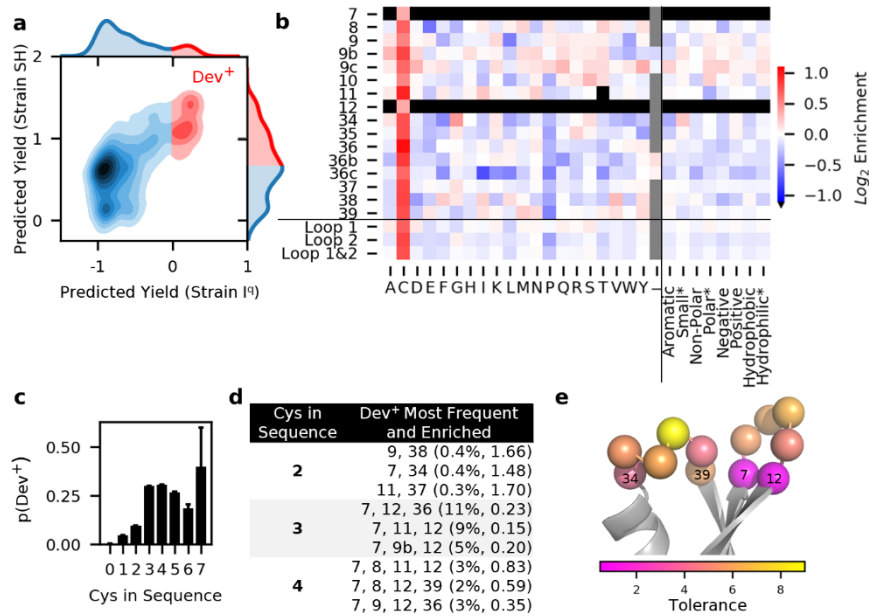 a
Predicted Yield (Strain SH)
2
1
0
Dev⁺
-1
0
1
Predicted Yield (Strain Iq)
b
7
8
9
9b
9c
10
11
12
34
35
36
36b
36c
37
38
39
Loop 1
Loop 2
Loop 1&2
A C D E F G H I K L M N P Q R S T V W Y –
Aromatic
Small*
Non-Polar
Polar*
Negative
Positive
Hydrophobic
Hydrophilic*
1.0
0.5
0.0
−0.5
−1.0
Log₂ Enrichment
c
p(Dev⁺)
0.50
0.25
0.00
0 1 2 3 4 5 6 7
Cys in Sequence
d
Cys in Sequence
Dev⁺ Most Frequent and Enriched
2
9, 38 (0.4%, 1.66)
7, 34 (0.4%, 1.48)
11, 37 (0.3%, 1.70)
3
7, 12, 36 (11%, 0.23)
7, 11, 12 (9%, 0.15)
7, 9b, 12 (5%, 0.20)
4
7, 8, 11, 12 (3%, 0.83)
7, 8, 12, 39 (2%, 0.59)
7, 9, 12, 36 (3%, 0.35)
e
34
39
7
12
2 4 6 8
Tolerance